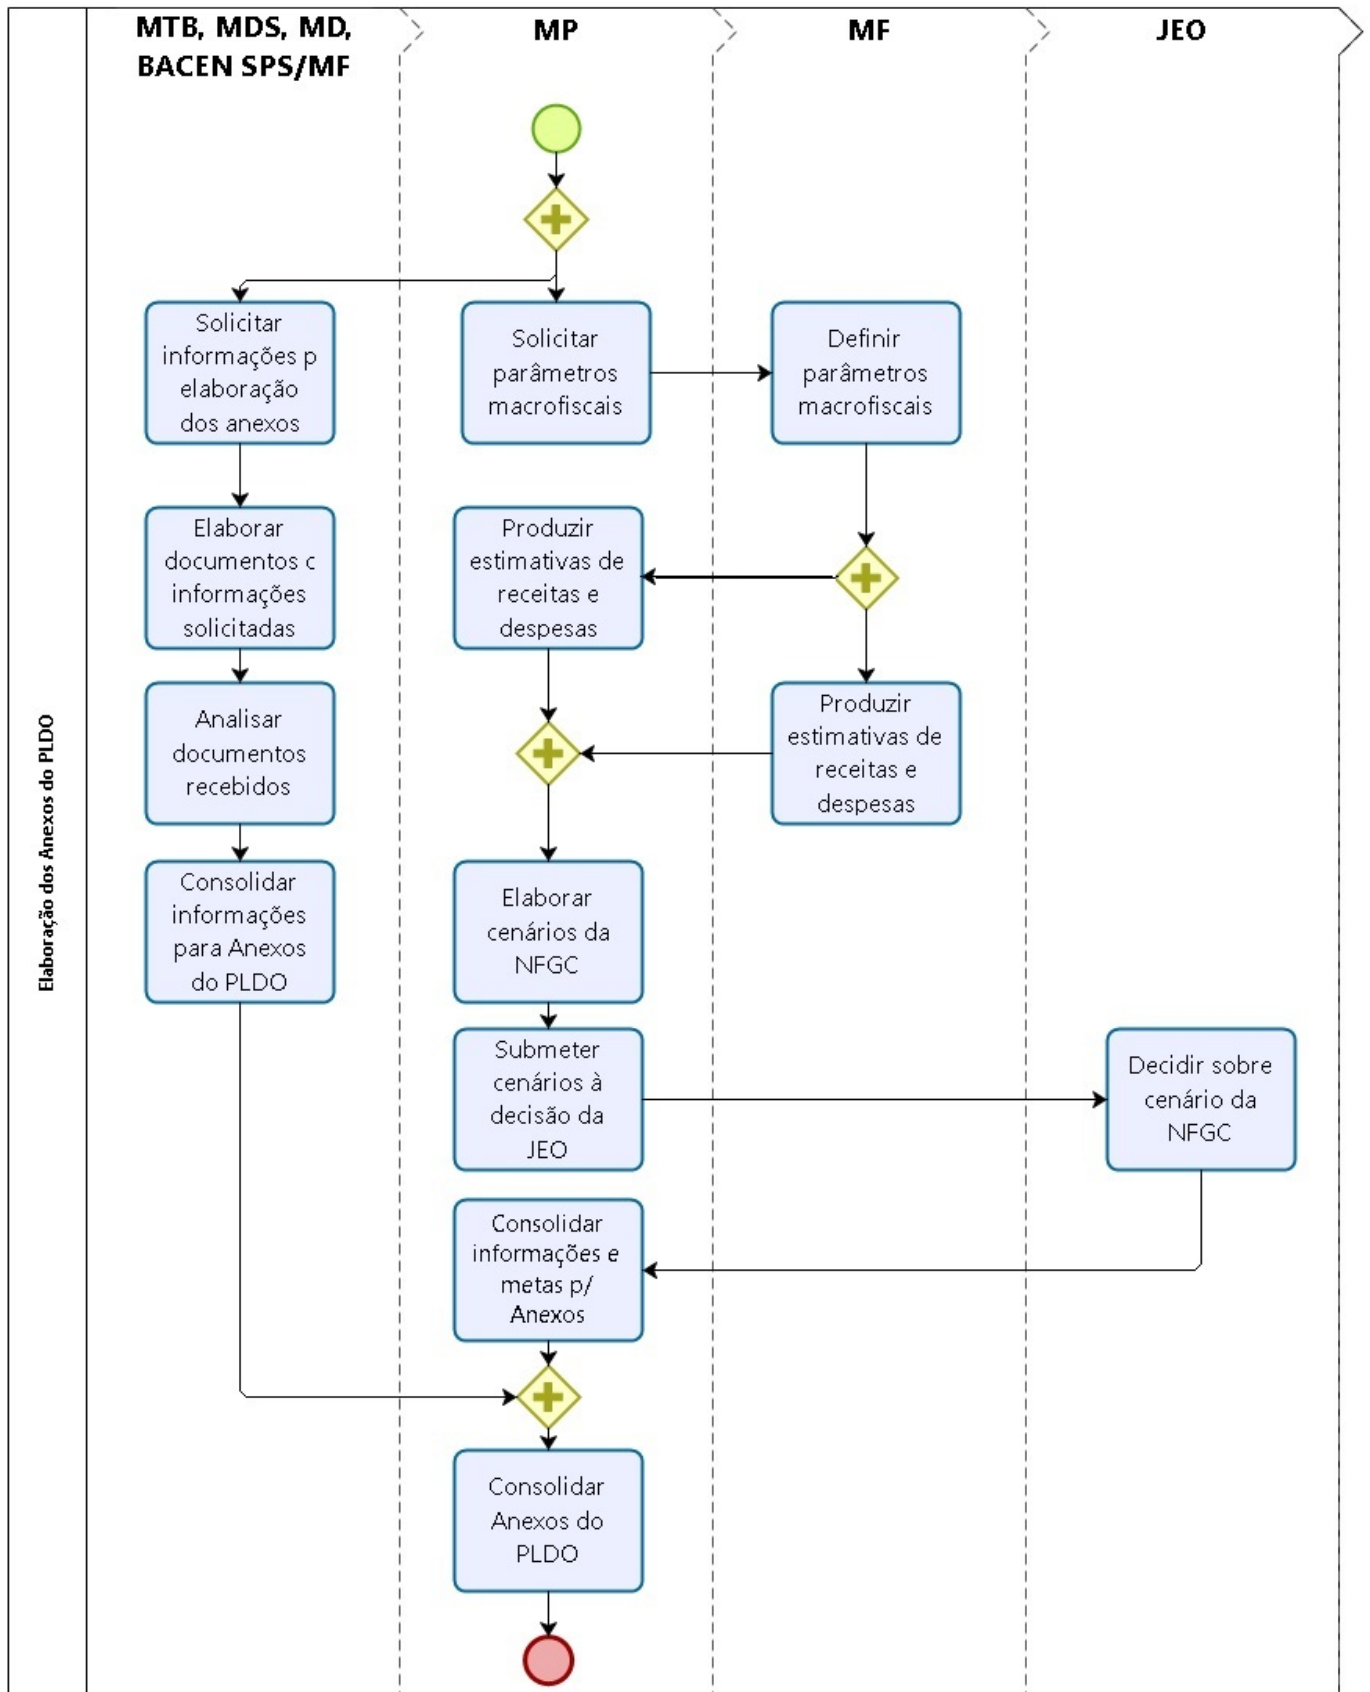 MTB, MDS, MD,
BACEN SPS/MF
MP
MF
JEO
Elaboração dos Anexos do PLDO
Solicitar
informações p
elaboração
dos anexos
Solicitar
parâmetros
macrofiscais
Definir
parâmetros
macrofiscais
Elaborar
documentos c
informações
solicitadas
Produzir
estimativas de
receitas e
despesas
Analisar
documentos
recebidos
Produzir
estimativas de
receitas e
despesas
Consolidar
informações
para Anexos
do PLDO
Elaborar
cenários da
NFGC
Submeter
cenários à
decisão da
JEO
Decidir sobre
cenário da
NFGC
Consolidar
informações e
metas p/
Anexos
Consolidar
Anexos do
PLDO